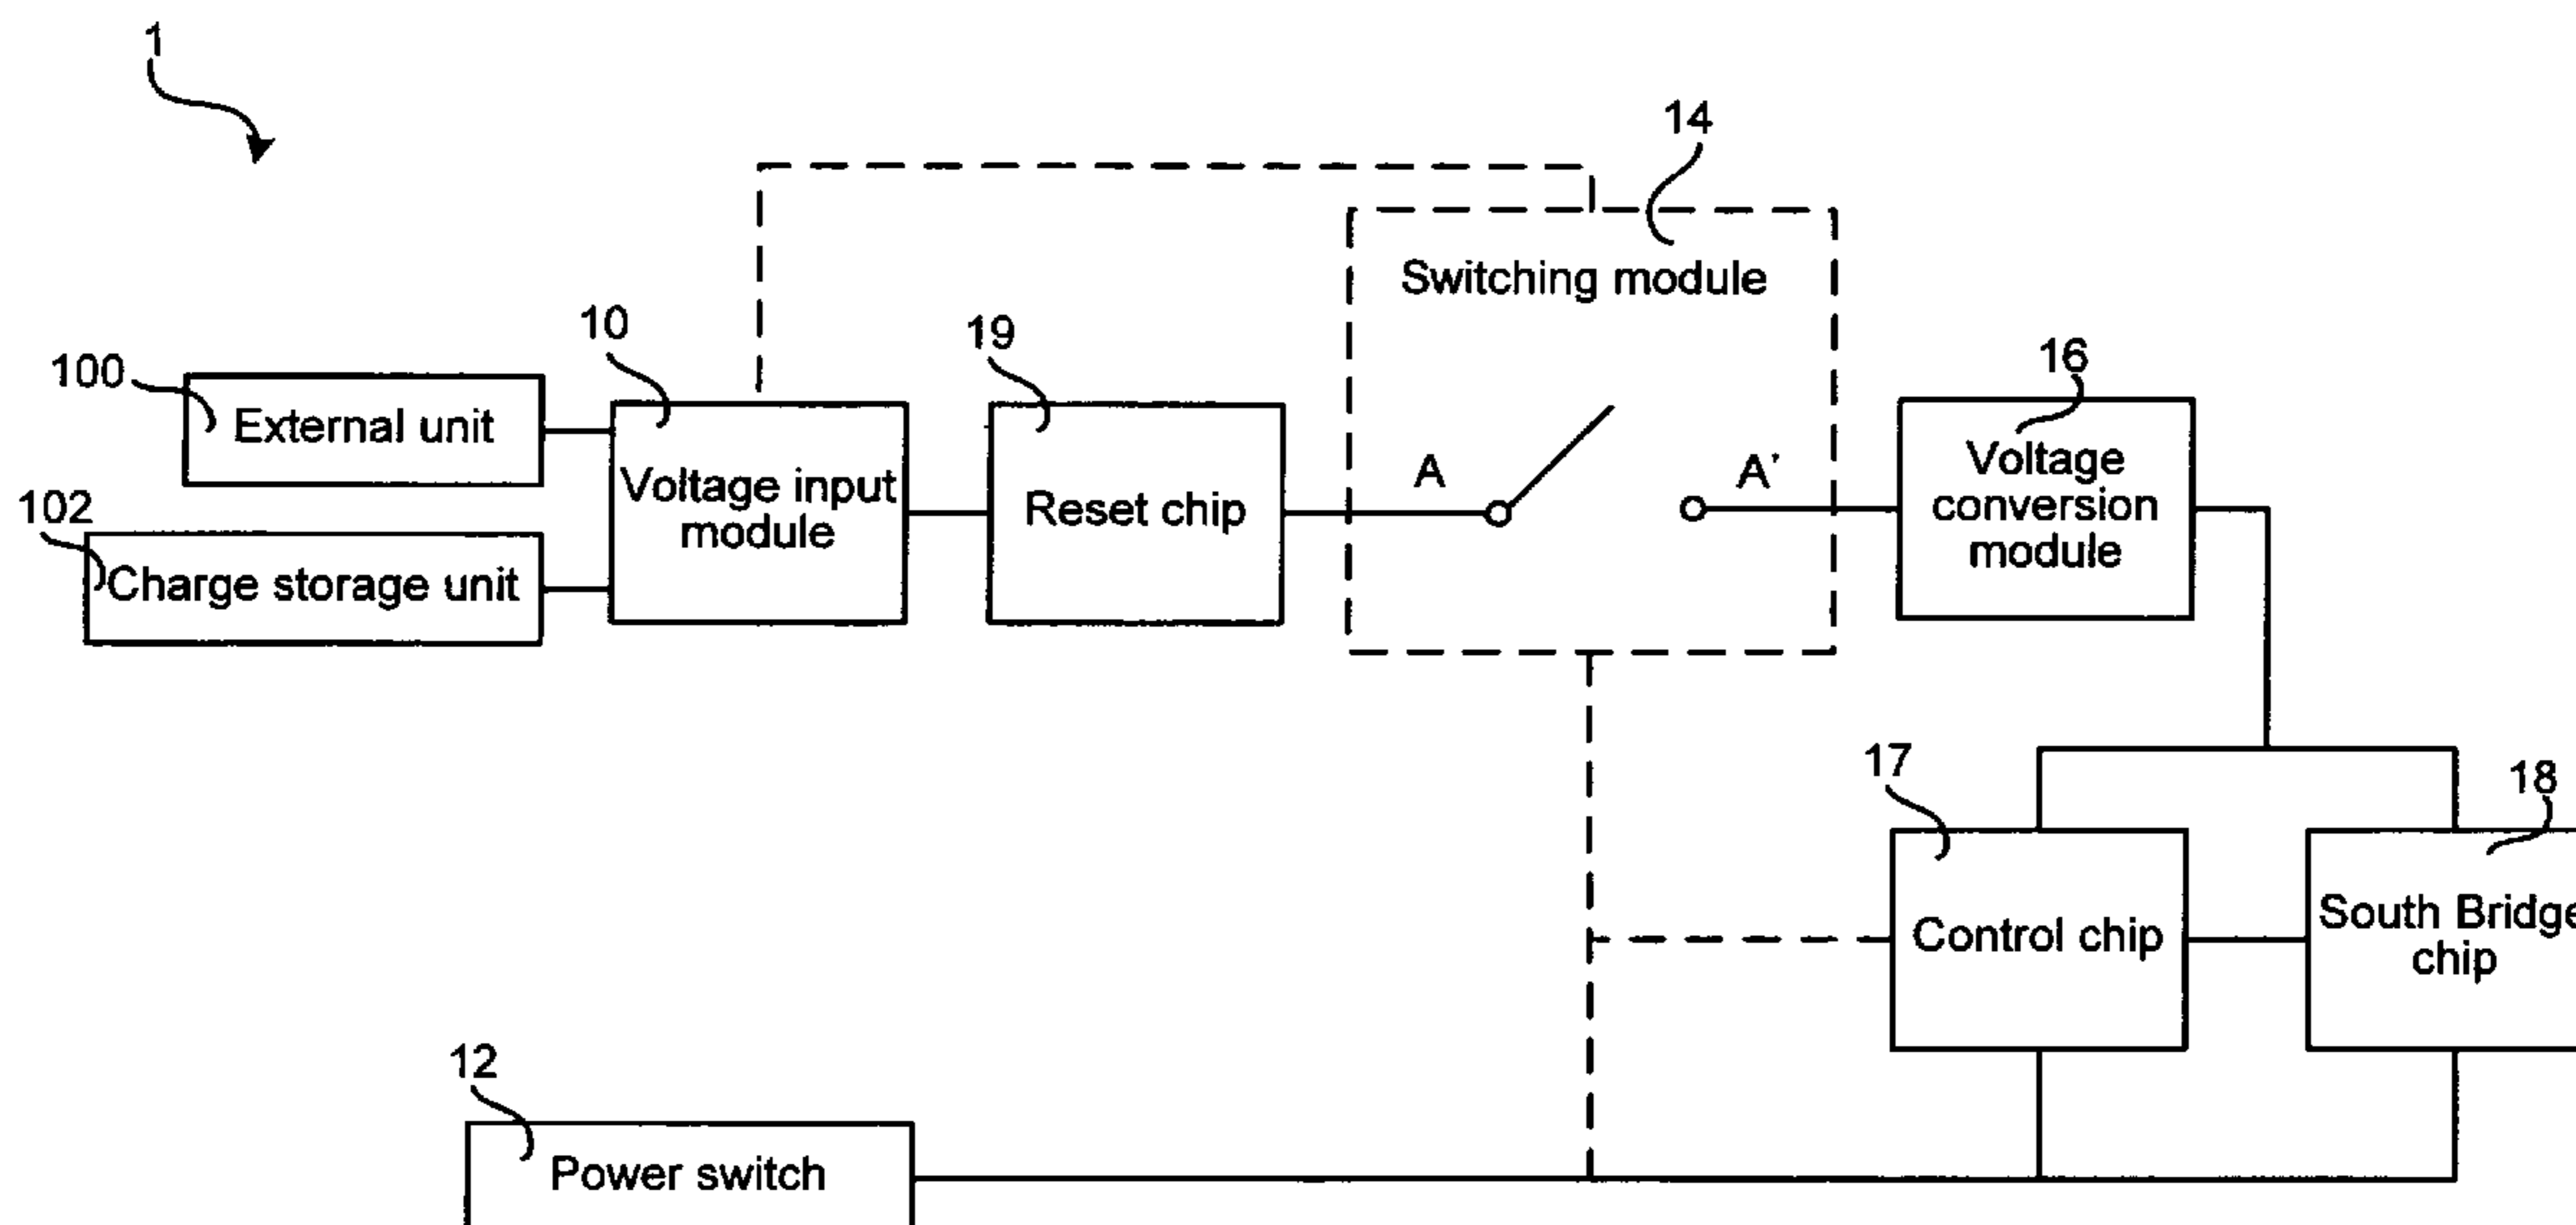 1
14
Switching module
10
19
16
100
External unit
Voltage input
module
Reset chip
A
A'
Voltage
conversion
module
102
Charge storage unit
17
18
Control chip
South Bridge
chip
12
Power switch